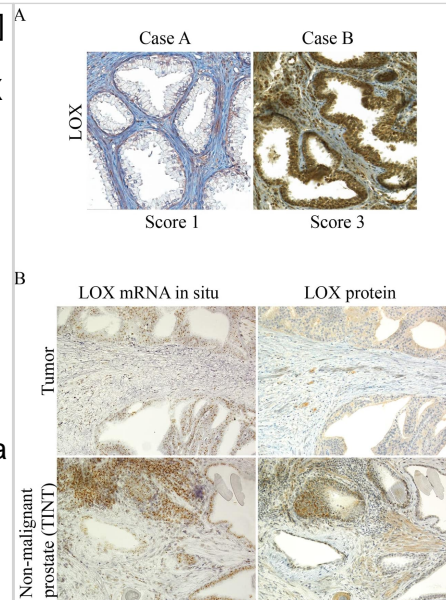 A
Case A Case B
LOX
Score 1 Score 3
B
LOX mRNA in situ LOX protein
Tumor
Non-malignant
prostate (TINT)